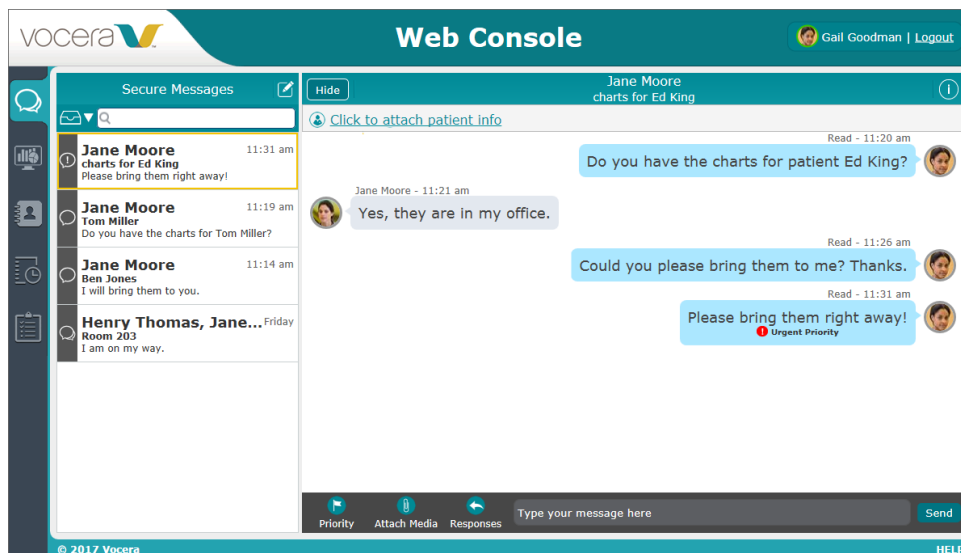 vocera
Web Console
Gail Goodman | Logout
Secure Messages
Hide
Jane Moore
charts for Ed King
Click to attach patient info
Jane Moore 11:31 am
charts for Ed King
Please bring them right away!
Jane Moore 11:19 am
Tom Miller
Do you have the charts for Tom Miller?
Jane Moore 11:14 am
Ben Jones
I will bring them to you.
Henry Thomas, Jane... Friday
Room 203
I am on my way.
Read - 11:20 am
Do you have the charts for patient Ed King?
Jane Moore - 11:21 am
Yes, they are in my office.
Read - 11:26 am
Could you please bring them to me? Thanks.
Read - 11:31 am
Please bring them right away!
Urgent Priority
Priority Attach Media Responses Type your message here Send
© 2017 Vocera HELP